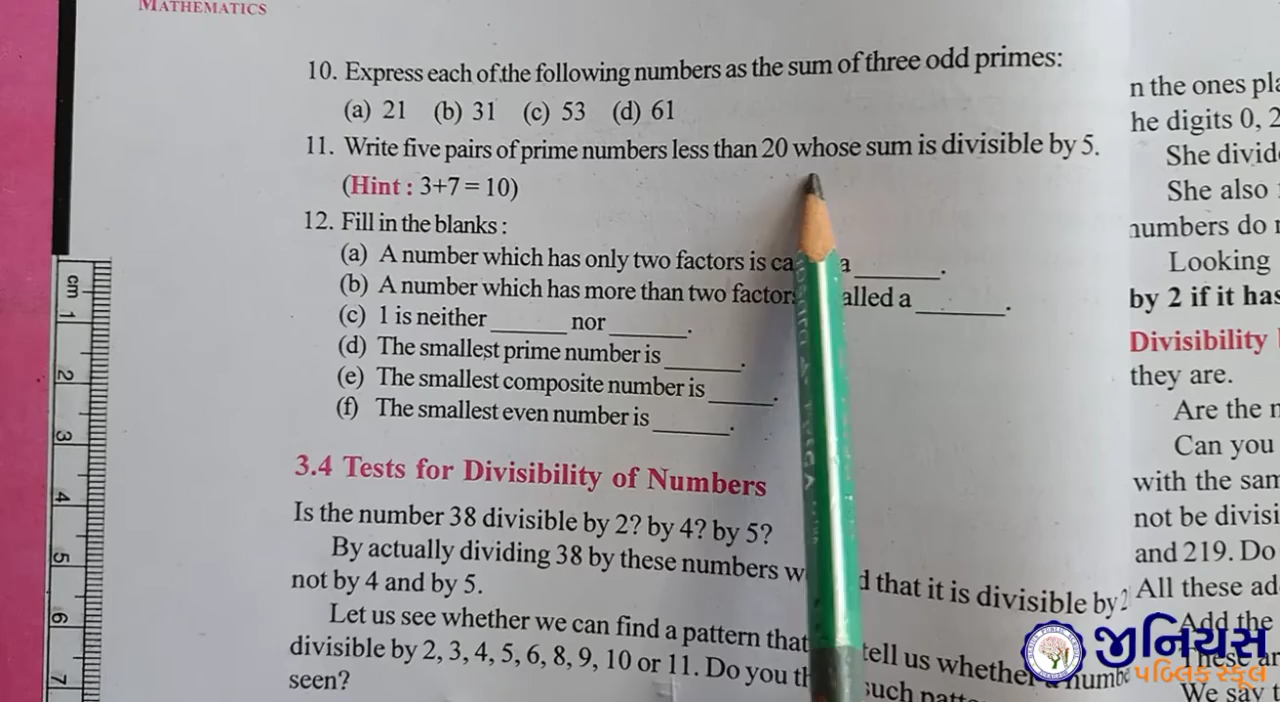 MATHEMATICS
10. Express each of the following numbers as the sum of three odd primes:
(a) 21 (b) 31 (c) 53 (d) 61
11. Write five pairs of prime numbers less than 20 whose sum is divisible by 5.
(Hint : 3+7 = 10)
12. Fill in the blanks :
(a) A number which has only two factors is ca a ______.
(b) A number which has more than two factors alled a ______.
(c) 1 is neither ______ nor ______.
(d) The smallest prime number is ______.
(e) The smallest composite number is ______.
(f) The smallest even number is ______.
3.4 Tests for Divisibility of Numbers
Is the number 38 divisible by 2? by 4? by 5?
By actually dividing 38 by these numbers w d that it is divisible by 2
not by 4 and by 5.
Let us see whether we can find a pattern that tell us whether a numbe
divisible by 2, 3, 4, 5, 6, 8, 9, 10 or 11. Do you th such patte
seen?
cm 1 2 3 4 5 6 7
n the ones pla
he digits 0, 2
She divid
She also
numbers do
Looking
by 2 if it has
Divisibility
they are.
Are the n
Can you
with the sam
not be divisi
and 219. Do
All these ad
Add the
These ar
We say t
જીનિયસ
પબ્લિક સ્કૂલ